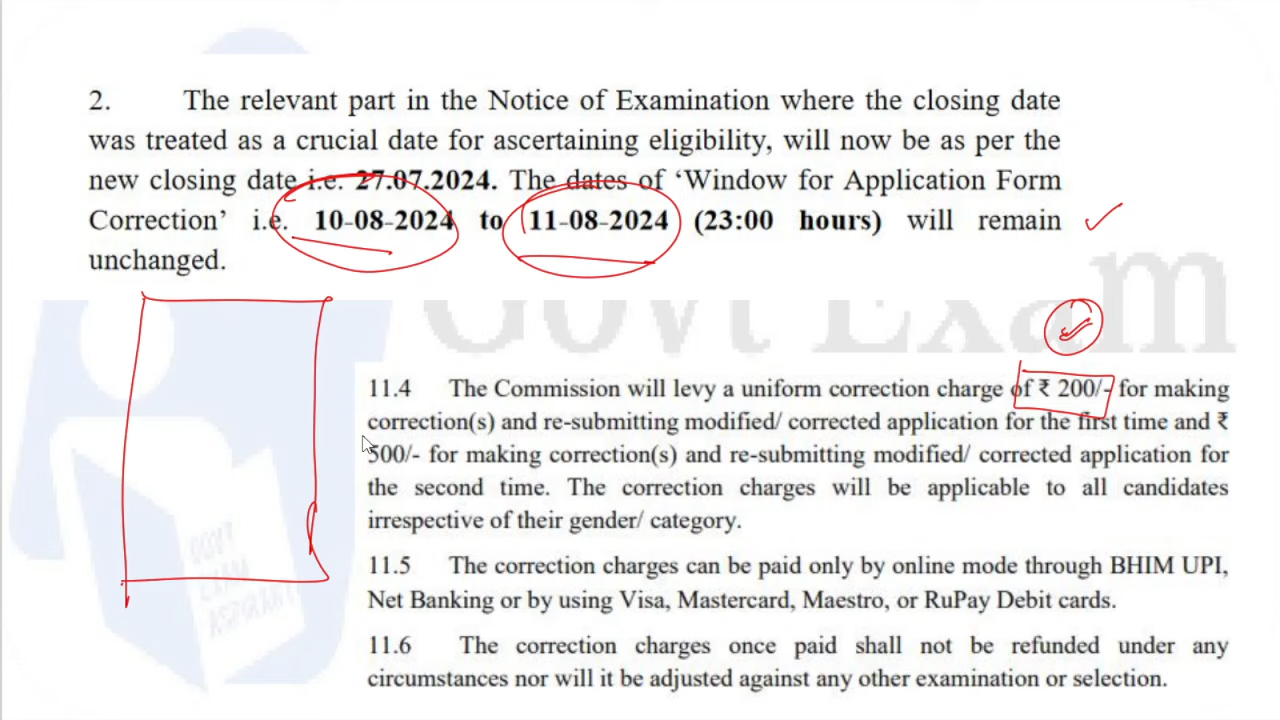 2. The relevant part in the Notice of Examination where the closing date
was treated as a crucial date for ascertaining eligibility, will now be as per the
new closing date i.e. 27.07.2024. The dates of ‘Window for Application Form
Correction’ i.e. 10-08-2024 to 11-08-2024 (23:00 hours) will remain
unchanged.
Govt Exam
11.4 The Commission will levy a uniform correction charge of ₹ 200/- for making
correction(s) and re-submitting modified/ corrected application for the first time and ₹
500/- for making correction(s) and re-submitting modified/ corrected application for
the second time. The correction charges will be applicable to all candidates
irrespective of their gender/ category.
GOVT
EXAM
11.5 The correction charges can be paid only by online mode through BHIM UPI,
Net Banking or by using Visa, Mastercard, Maestro, or RuPay Debit cards.
11.6 The correction charges once paid shall not be refunded under any
circumstances nor will it be adjusted against any other examination or selection.